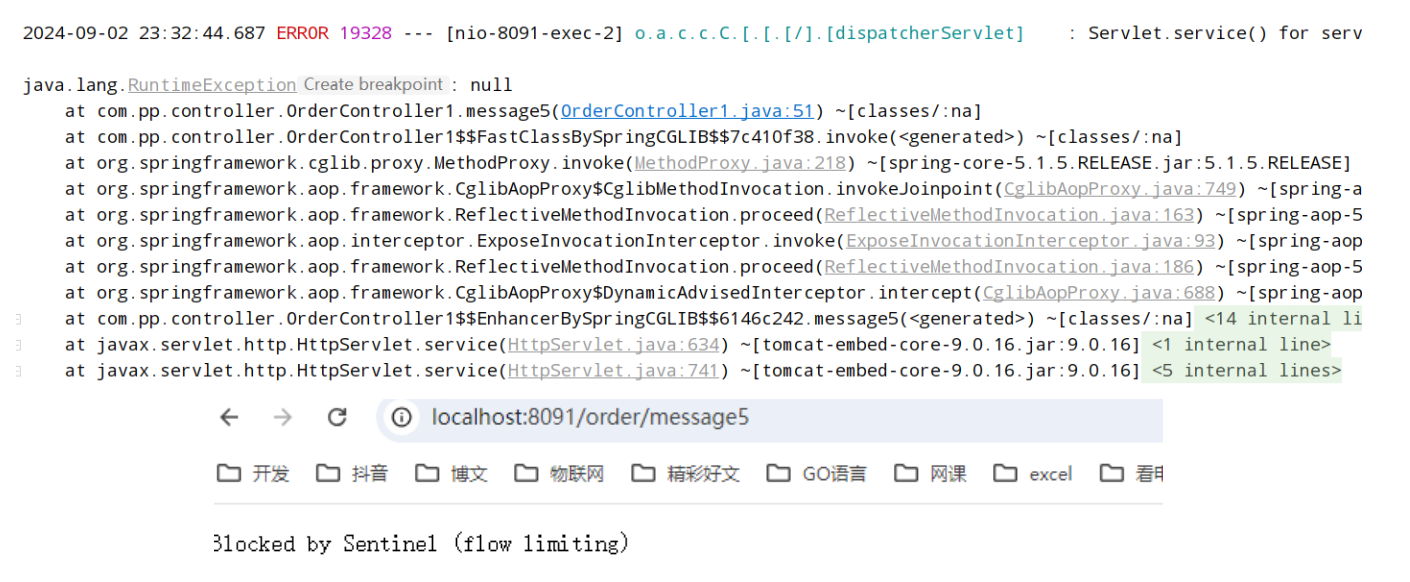 2024-09-02 23:32:44.687 ERROR 19328 --- [nio-8091-exec-2] o.a.c.c.C.[.[.[/].[dispatcherServlet] : Servlet.service() for serv
java.lang.RuntimeException Create breakpoint : null
at com.pp.controller.OrderController1.message5(OrderController1.java:51) ~[classes/:na]
at com.pp.controller.OrderController1$$FastClassBySpringCGLIB$$7c410f38.invoke(<generated>) ~[classes/:na]
at org.springframework.cglib.proxy.MethodProxy.invoke(MethodProxy.java:218) ~[spring-core-5.1.5.RELEASE.jar:5.1.5.RELEASE]
at org.springframework.aop.framework.CglibAopProxy$CglibMethodInvocation.invokeJoinpoint(CglibAopProxy.java:749) ~[spring-a
at org.springframework.aop.framework.ReflectiveMethodInvocation.proceed(ReflectiveMethodInvocation.java:163) ~[spring-aop-5
at org.springframework.aop.interceptor.ExposeInvocationInterceptor.invoke(ExposeInvocationInterceptor.java:93) ~[spring-aop
at org.springframework.aop.framework.ReflectiveMethodInvocation.proceed(ReflectiveMethodInvocation.java:186) ~[spring-aop-5
at org.springframework.aop.framework.CglibAopProxy$DynamicAdvisedInterceptor.intercept(CglibAopProxy.java:688) ~[spring-aop
at com.pp.controller.OrderController1$$EnhancerBySpringCGLIB$$6146c242.message5(<generated>) ~[classes/:na] <14 internal li
at javax.servlet.http.HttpServlet.service(HttpServlet.java:634) ~[tomcat-embed-core-9.0.16.jar:9.0.16] <1 internal line>
at javax.servlet.http.HttpServlet.service(HttpServlet.java:741) ~[tomcat-embed-core-9.0.16.jar:9.0.16] <5 internal lines>
localhost:8091/order/message5
开发 抖音 博文 物联网 精彩好文 GO语言 网课 excel 看
Blocked by Sentinel (flow limiting)